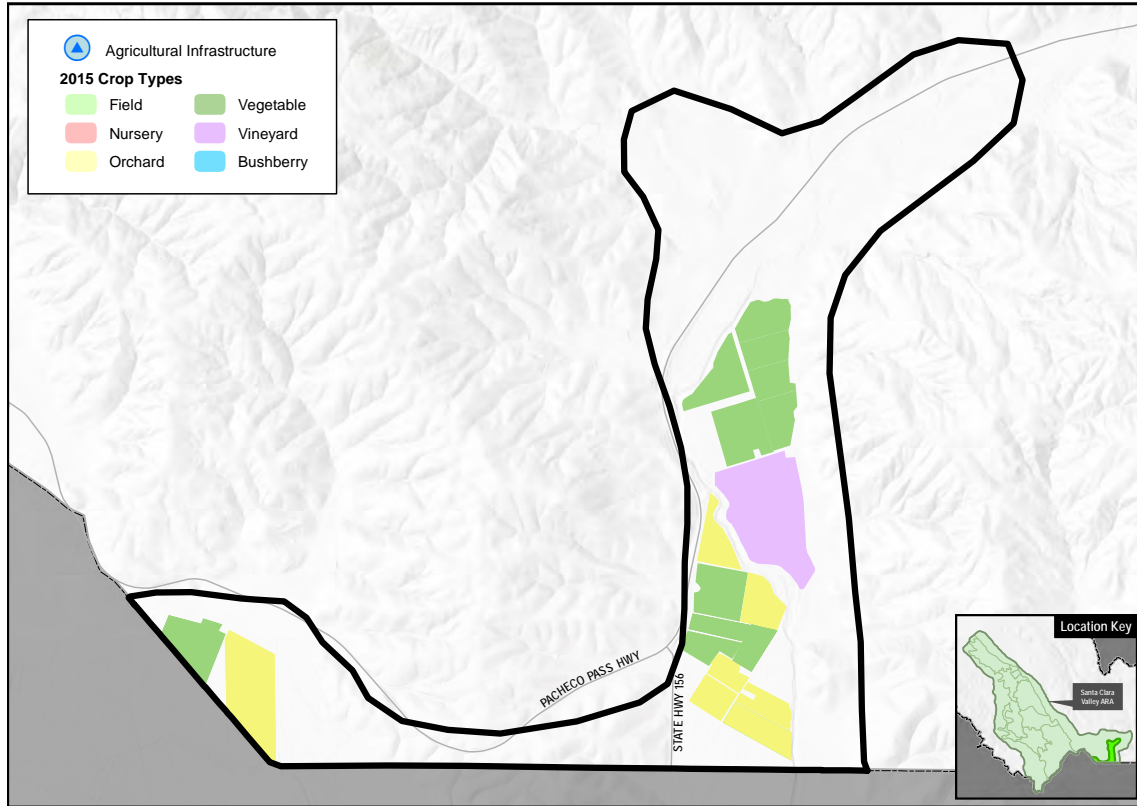 Agricultural Infrastructure
2015 Crop Types
Field
Vegetable
Nursery
Vineyard
Orchard
Bushberry
PACHECO PASS HWY
STATE HWY 156
Location Key
Santa Clara
Valley ARA